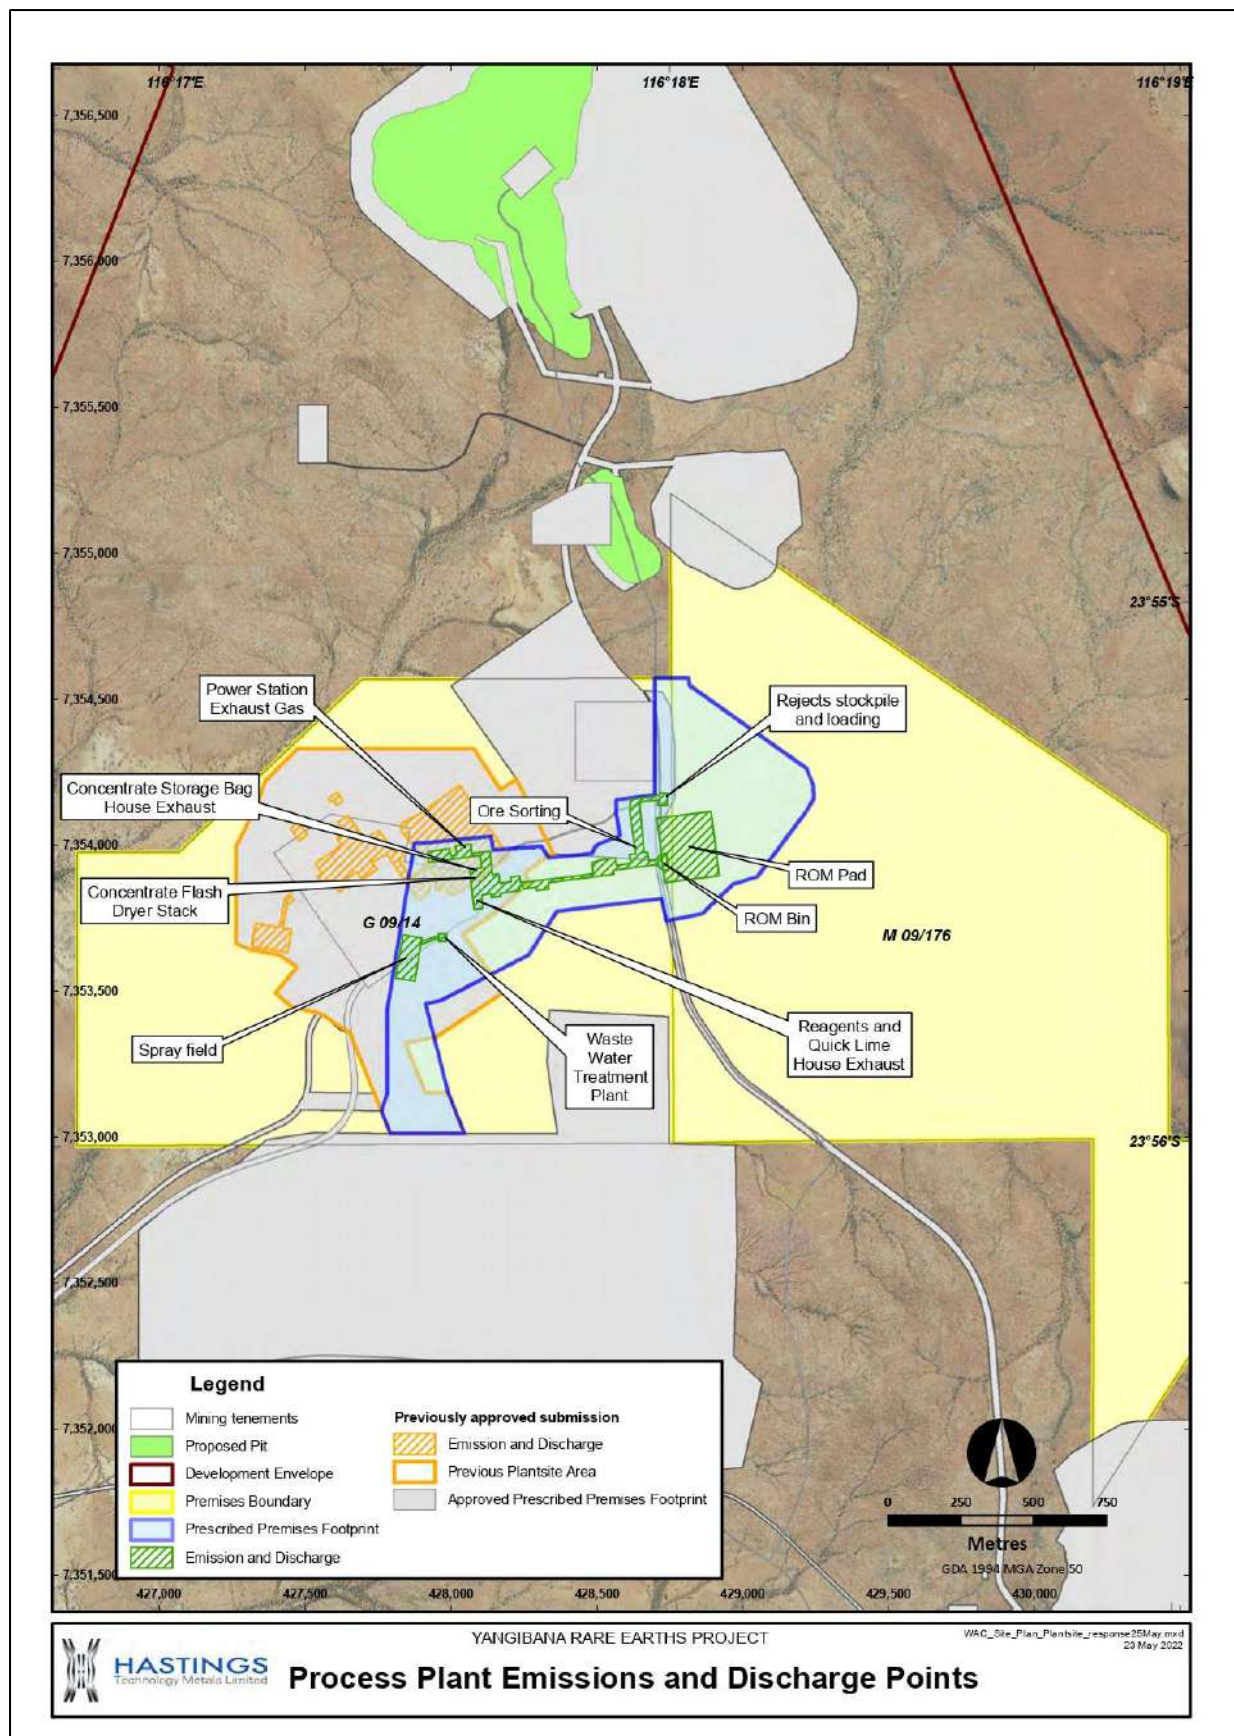 116°17'E
116°18'E
116°19'E
7,356,500
7,356,000
7,355,500
7,355,000
23°55'S
7,354,500
Power Station
Exhaust Gas
Rejects stockpile
and loading
Concentrate Storage Bag
House Exhaust
Ore Sorting
7,354,000
ROM Pad
Concentrate Flash
Dryer Stack
ROM Bin
G 09/14
M 09/176
7,353,500
Spray field
Waste
Water
Treatment
Plant
Reagents and
Quick Lime
House Exhaust
7,353,000
23°56'S
7,352,500
Legend
Mining tenements
Proposed Pit
Development Envelope
Premises Boundary
Prescribed Premises Footprint
Emission and Discharge
Previously approved submission
Emission and Discharge
Previous Plantsite Area
Approved Prescribed Premises Footprint
7,352,000
0 250 500 750
Metres
GDA 1994 MGA Zone 50
7,351,500
427,000 427,500 428,000 428,500 429,000 429,500 430,000
HASTINGS
Technology Metals Limited
YANGIBANA RARE EARTHS PROJECT
Process Plant Emissions and Discharge Points
WAC_Site_Plan_Plantsite_response25May.mxd
23 May 2022